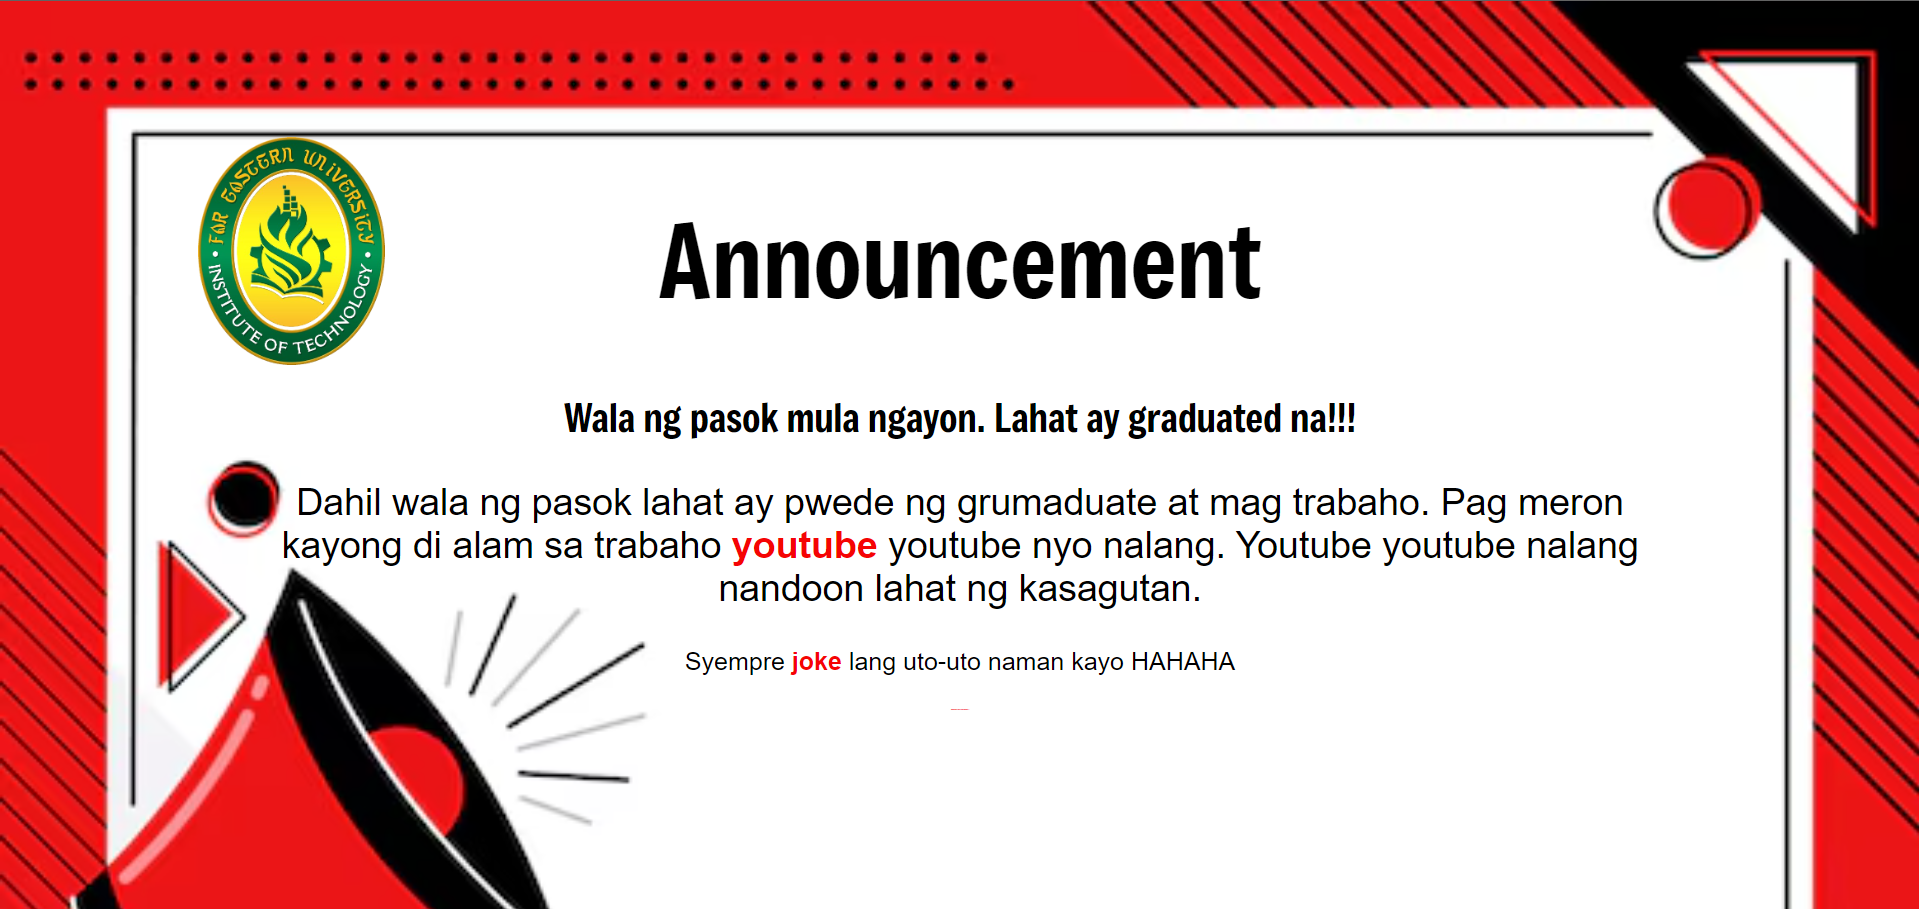 FAR EASTERN UNIVERSITY
INSTITUTE OF TECHNOLOGY
Announcement
Wala ng pasok mula ngayon. Lahat ay graduated na!!!
Dahil wala ng pasok lahat ay pwede ng grumaduate at mag trabaho. Pag meron
kayong di alam sa trabaho youtube youtube nyo nalang. Youtube youtube nalang
nandoon lahat ng kasagutan.
Syempre joke lang uto-uto naman kayo HAHAHA